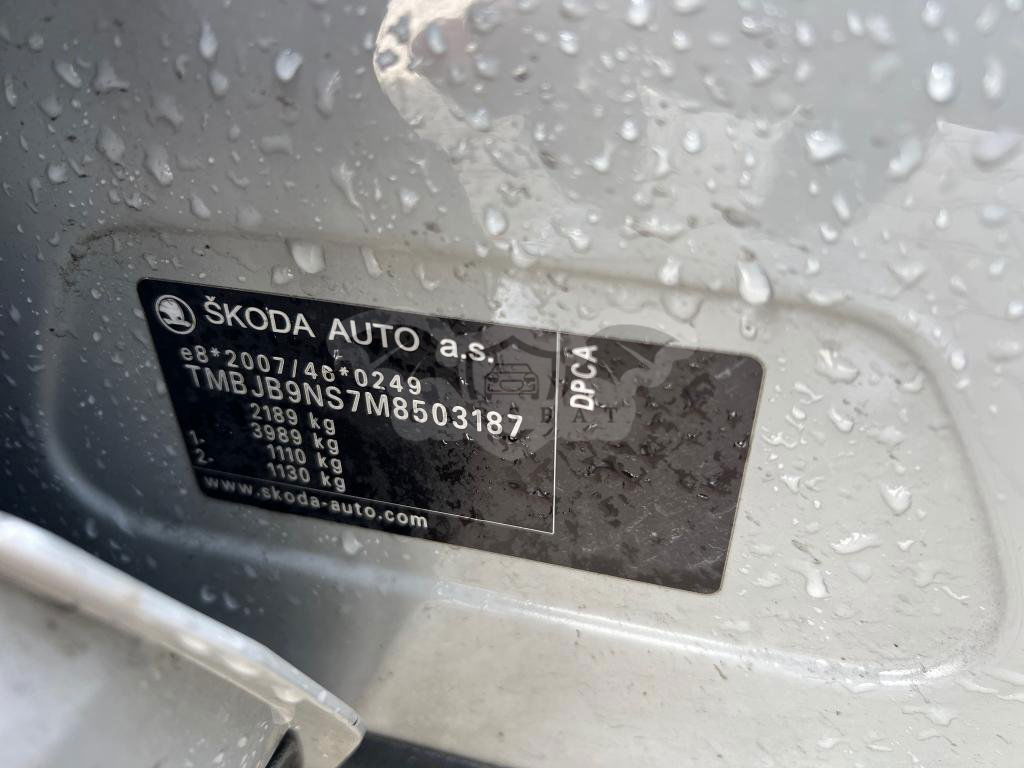 ŠKODA AUTO a.s.
e8*2007/46*0249
TMBJB9NS7M8503187
2189 kg
3989 kg
1. 1110 kg
2. 1130 kg
www.skoda-auto.com
DPCA